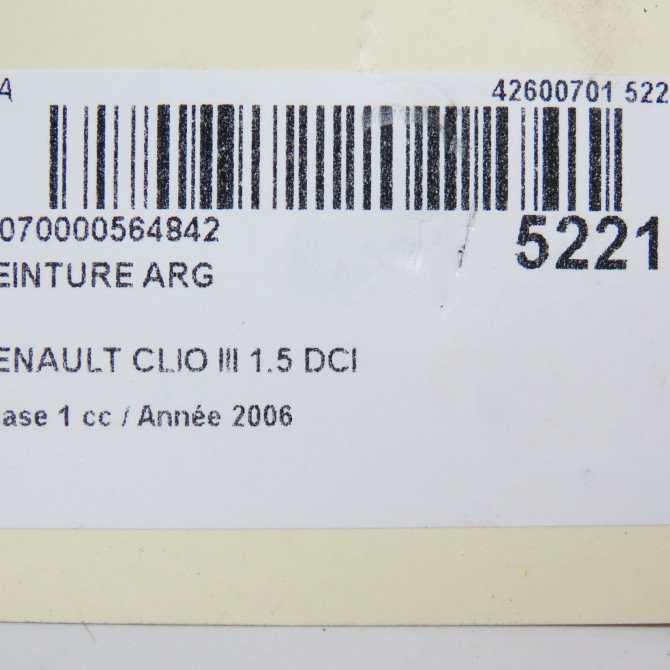 A 42600701 522
070000564842
5221
EINTURE ARG
ENAULT CLIO III 1.5 DCI
ase 1 cc / Année 2006